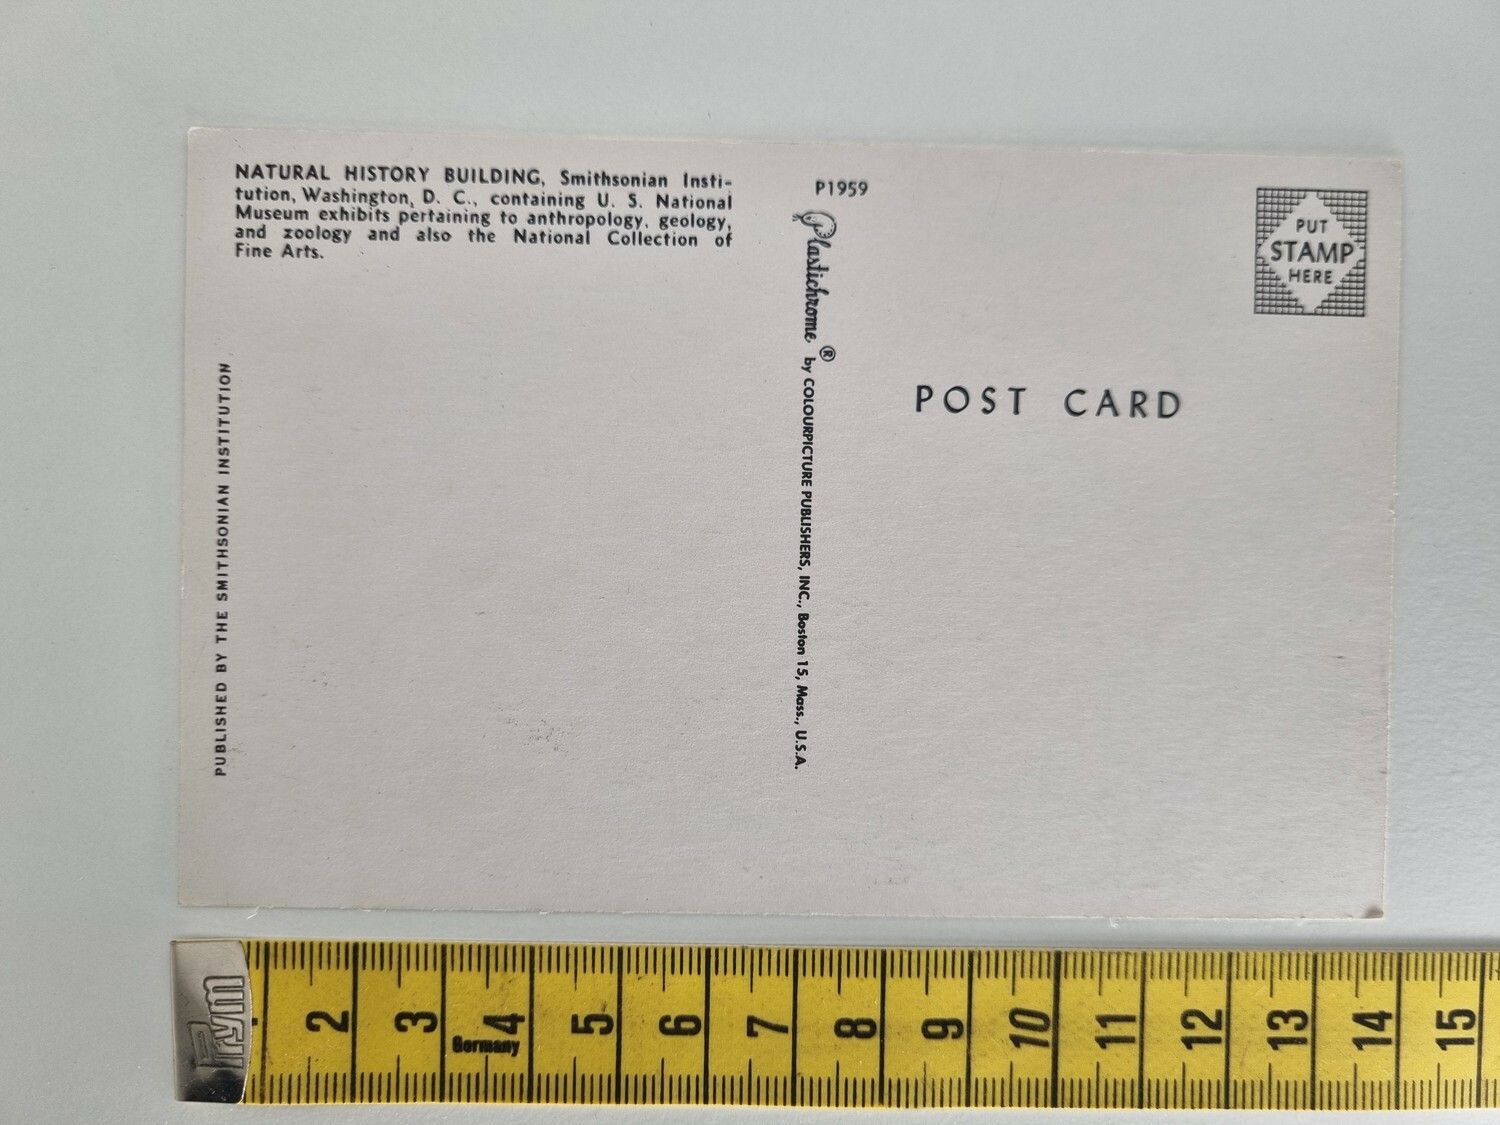 NATURAL HISTORY BUILDING, Smithsonian Insti-
tution, Washington, D. C., containing U. S. National
Museum exhibits pertaining to anthropology, geology,
and zoology and also the National Collection of
Fine Arts.
PUBLISHED BY THE SMITHSONIAN INSTITUTION
P1959
Plastichrome ® by COLOURPICTURE PUBLISHERS, INC., Boston 15, Mass., U.S.A.
PUT
STAMP
HERE
POST CARD
Prym
2 3 4 5 6 7 8 9 10 11 12 13 14 15
Germany